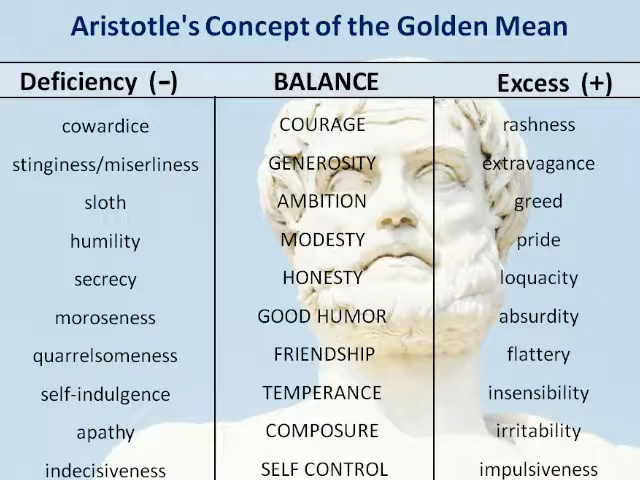 Aristotle's Concept of the Golden Mean
Deficiency (-) BALANCE Excess (+)
cowardice COURAGE rashness
stinginess/miserliness GENEROSITY extravagance
sloth AMBITION greed
humility MODESTY pride
secrecy HONESTY loquacity
moroseness GOOD HUMOR absurdity
quarrelsomeness FRIENDSHIP flattery
self-indulgence TEMPERANCE insensibility
apathy COMPOSURE irritability
indecisiveness SELF CONTROL impulsiveness